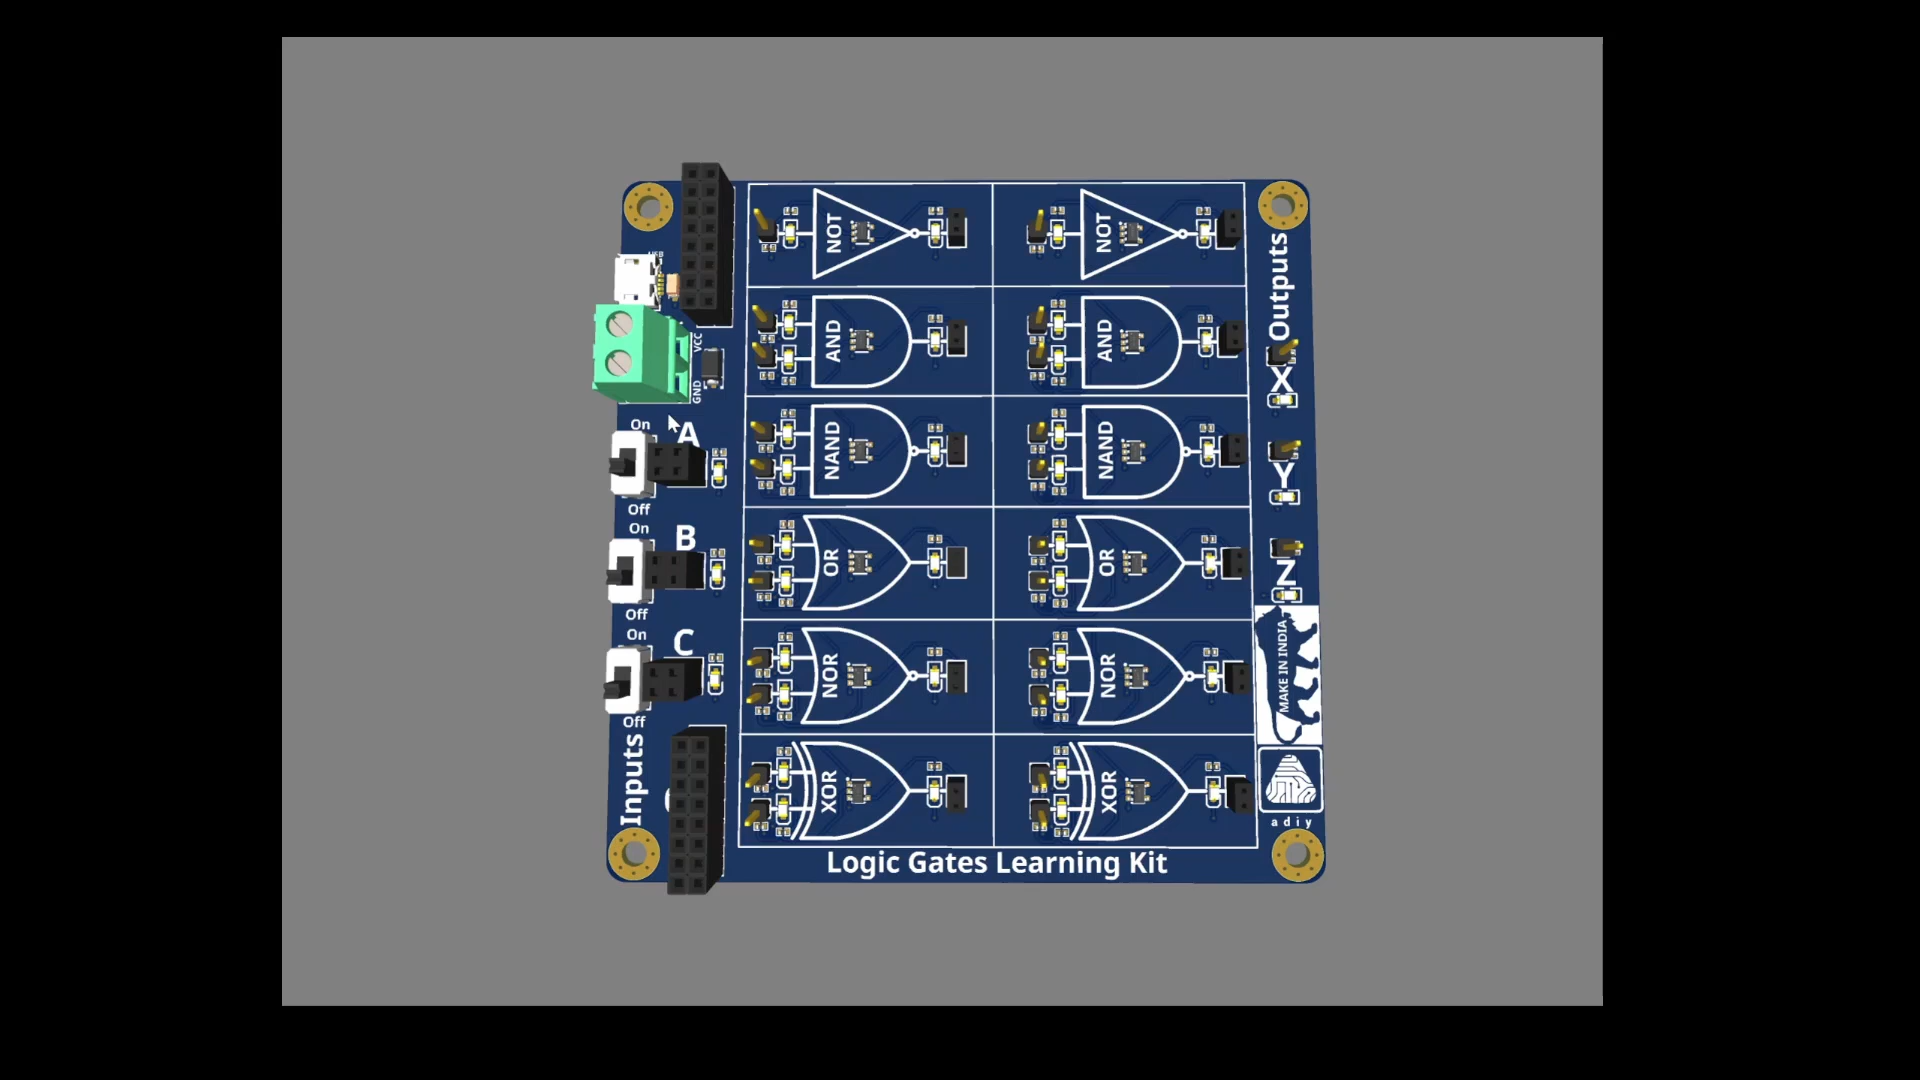 NOT
NOT
Outputs
USB
VCC
GND
AND
AND
X
On
A
Off
NAND
NAND
Y
On
B
Off
OR
OR
Z
On
C
Off
NOR
NOR
MAKE IN INDIA
Inputs
XOR
XOR
adiy
Logic Gates Learning Kit